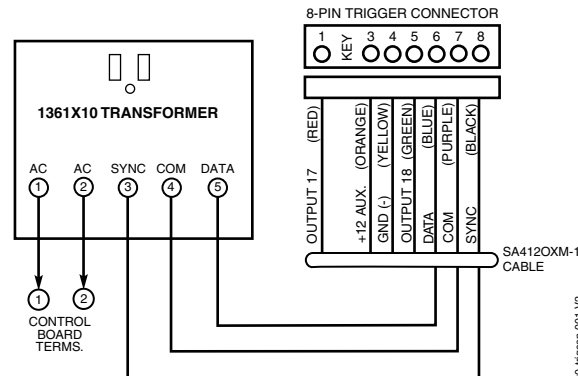 8-PIN TRIGGER CONNECTOR
1 KEY 3 4 5 6 7 8
1361X10 TRANSFORMER
AC AC SYNC COM DATA
1 2 3 4 5
OUTPUT 17 (RED)
+12 AUX. (ORANGE)
GND (-) (YELLOW)
OUTPUT 18 (GREEN)
DATA (BLUE)
COM (PURPLE)
SYNC (BLACK)
SA412OXM-1
CABLE
1 2
CONTROL
BOARD
TERMS.